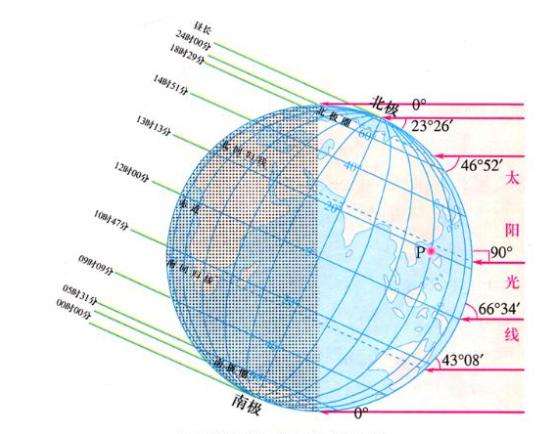 昼长
24时00分
18时29分
14时51分
13时13分
12时00分
10时47分
09时09分
05时31分
00时00分
北极
0°
23°26′
北极圈
60°
46°52′
北回归线
40°
太
阳
光
线
20°
赤道
P
90°
南回归线
66°34′
43°08′
南极圈
南极
0°